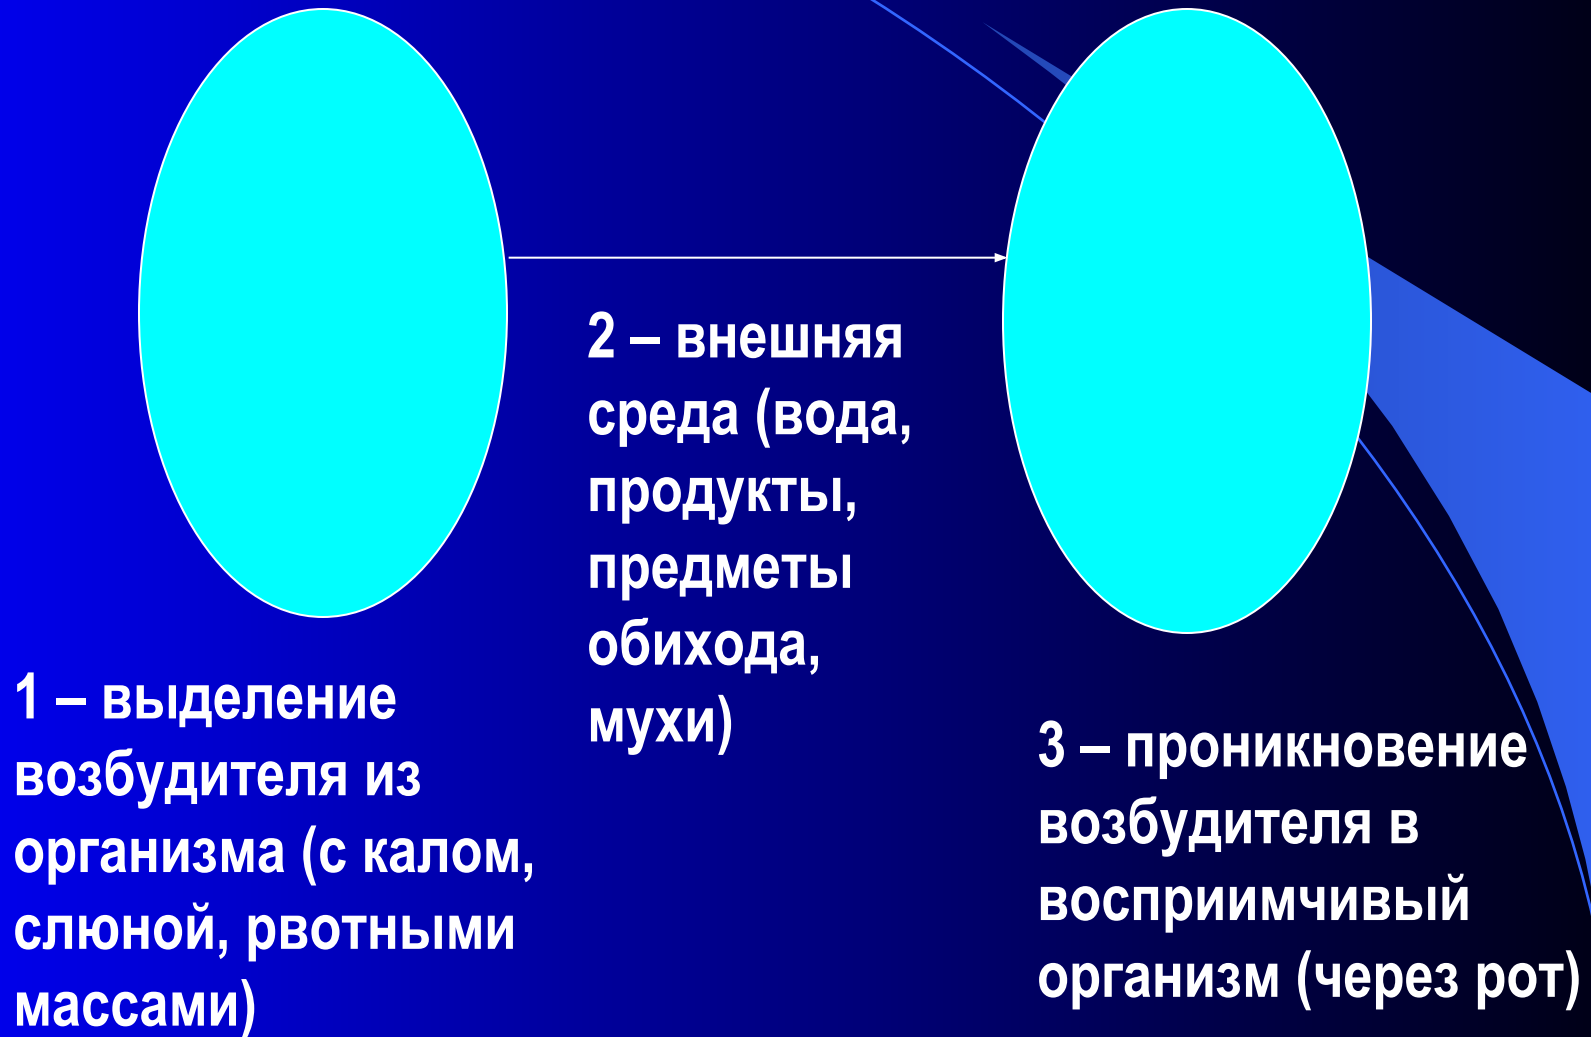 1 – выделение
возбудителя из
организма (с калом,
слюной, рвотными
массами)
2 – внешняя
среда (вода,
продукты,
предметы
обихода,
мухи)
3 – проникновение
возбудителя в
восприимчивый
организм (через рот)